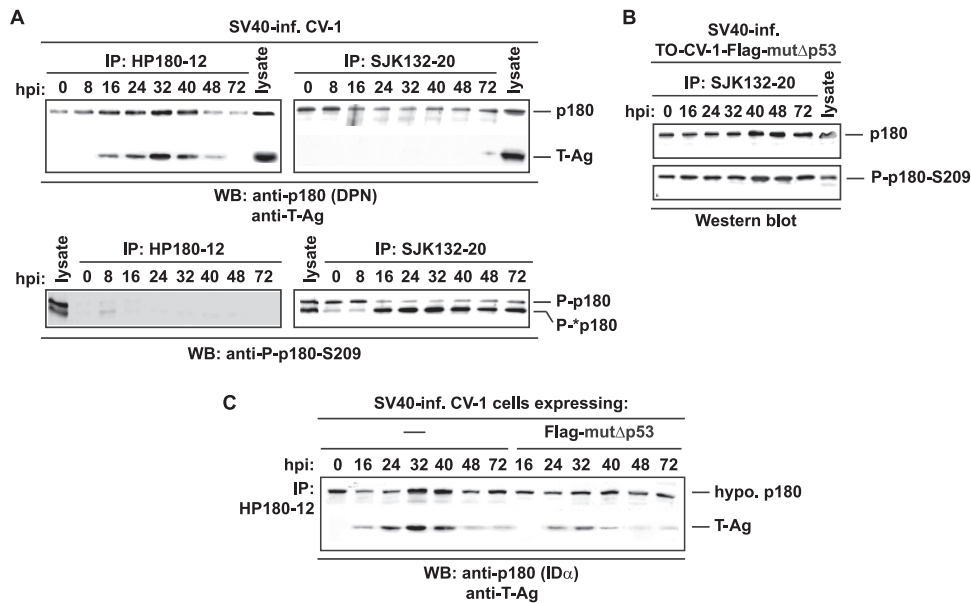 A
SV40-inf. CV-1
IP: HP180-12
lysate
IP: SJK132-20
lysate
hpi: 0 8 16 24 32 40 48 72
0 8 16 24 32 40 48 72
p180
T-Ag
WB: anti-p180 (DPN)
anti-T-Ag
lysate
IP: HP180-12
lysate
IP: SJK132-20
hpi: 0 8 16 24 32 40 48 72
0 8 16 24 32 40 48 72
P-p180
P-*p180
WB: anti-P-p180-S209
B
SV40-inf.
TO-CV-1-Flag-mutΔp53
IP: SJK132-20
lysate
hpi: 0 16 24 32 40 48 72
p180
P-p180-S209
Western blot
C
SV40-inf. CV-1 cells expressing:
— Flag-mutΔp53
hpi: 0 16 24 32 40 48 72 16 24 32 40 48 72
IP:
HP180-12
hypo. p180
T-Ag
WB: anti-p180 (IDα)
anti-T-Ag